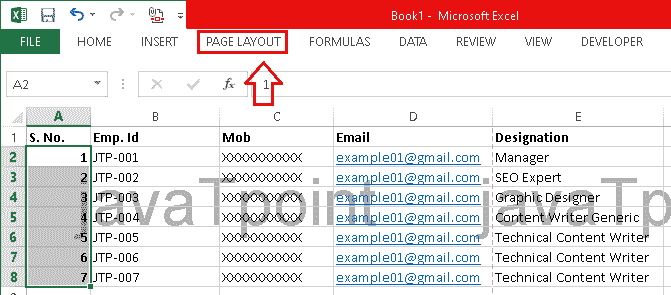 Book1 - Microsoft Excel
FILE HOME INSERT PAGE LAYOUT FORMULAS DATA REVIEW VIEW DEVELOPER
A2 fx 1
A B C D E
1 S. No. Emp. Id Mob Email Designation
2 1 JTP-001 XXXXXXXXXX example01@gmail.com Manager
3 2 JTP-002 XXXXXXXXXX example01@gmail.com SEO Expert
4 3 JTP-003 XXXXXXXXXX example01@gmail.com Graphic Designer
5 4 JTP-004 XXXXXXXXXX example01@gmail.com Content Writer Generic
6 5 JTP-005 XXXXXXXXXX example01@gmail.com Technical Content Writer
7 6 JTP-006 XXXXXXXXXX example01@gmail.com Technical Content Writer
8 7 JTP-007 XXXXXXXXXX example01@gmail.com Technical Content Writer
javaTpoint javaTp